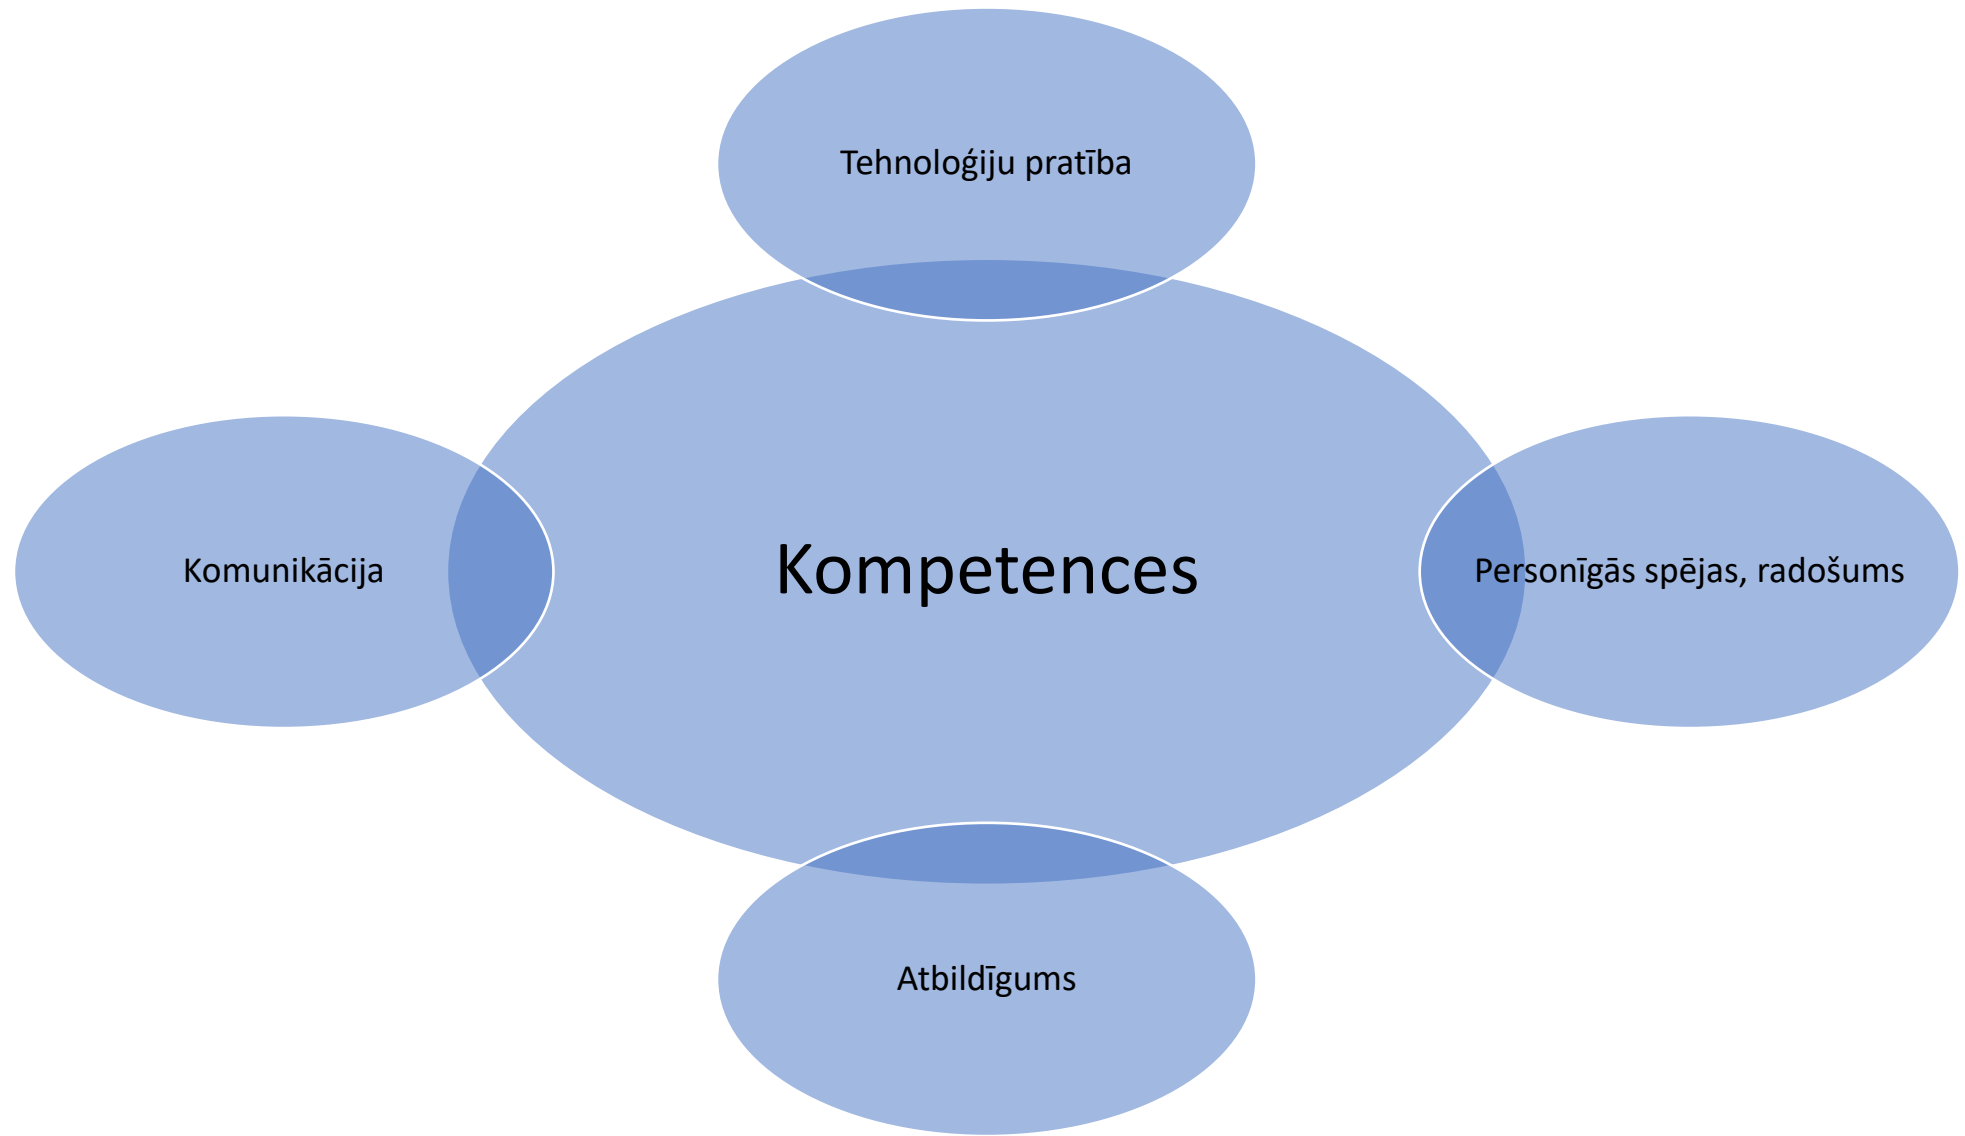 Tehnoloģiju pratība
Komunikācija
Kompetences
Personīgās spējas, radošums
Atbildīgums